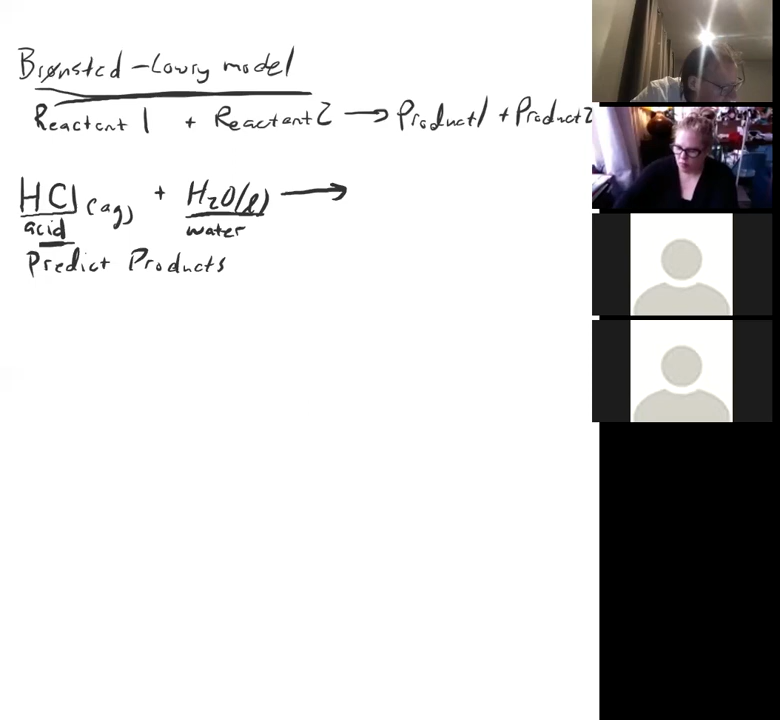 Brønsted-Lowry model
Reactant 1 + Reactant 2 → Product 1 + Product 2
HCl(aq) + H₂O(l) →
acid water
Predict Products